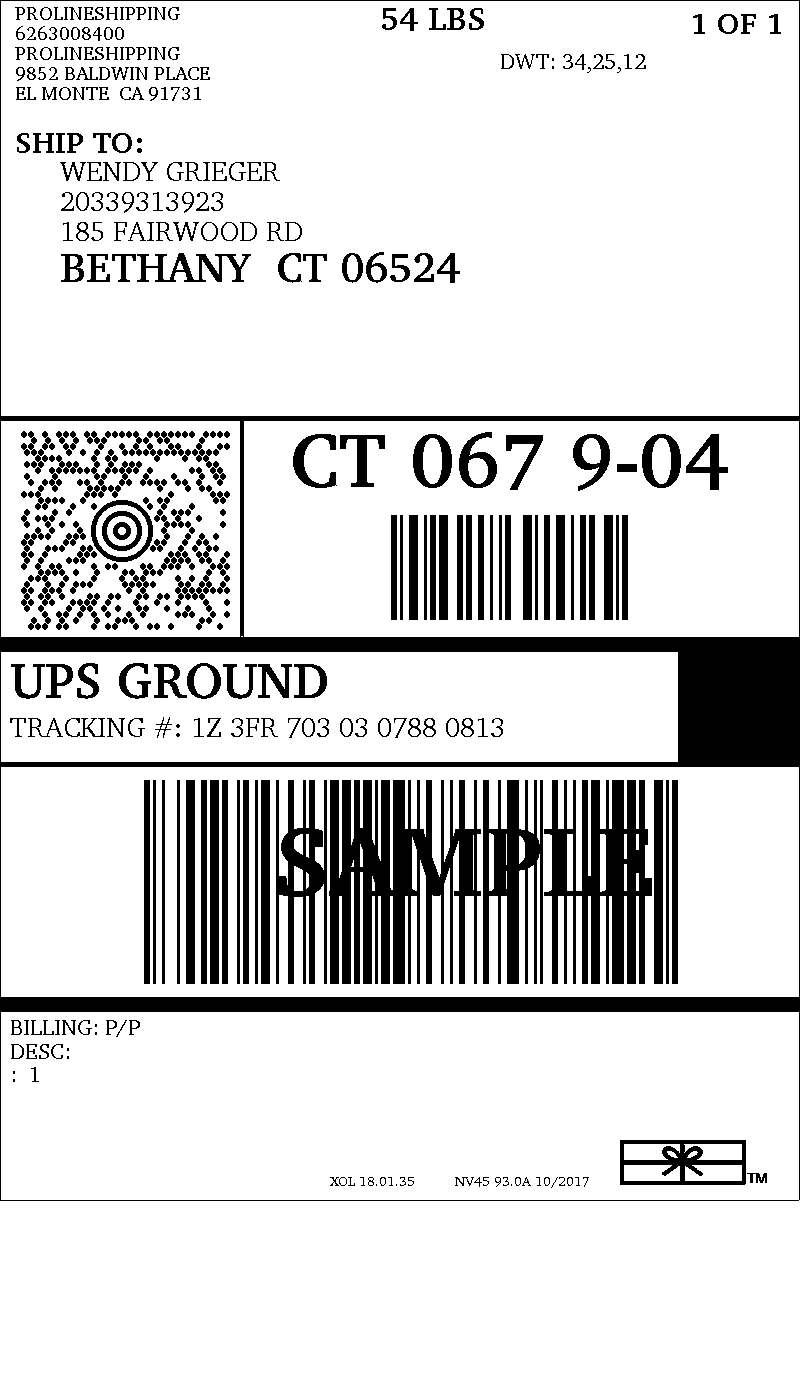 PROLINESHIPPING
6263008400
PROLINESHIPPING
9852 BALDWIN PLACE
EL MONTE  CA 91731
54 LBS
1 OF 1
DWT: 34,25,12
SHIP TO:
WENDY GRIEGER
20339313923
185 FAIRWOOD RD
BETHANY  CT 06524
CT 067 9-04
UPS GROUND
TRACKING #: 1Z 3FR 703 03 0788 0813
SAMPLE
BILLING: P/P
DESC:
:  1
XOL 18.01.35
NV45 93.0A 10/2017
TM